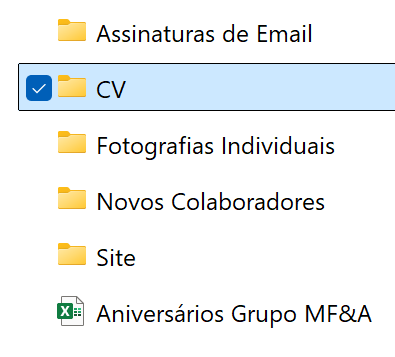 Assinaturas de Email
CV
Fotografias Individuais
Novos Colaboradores
Site
Aniversários Grupo MF&A